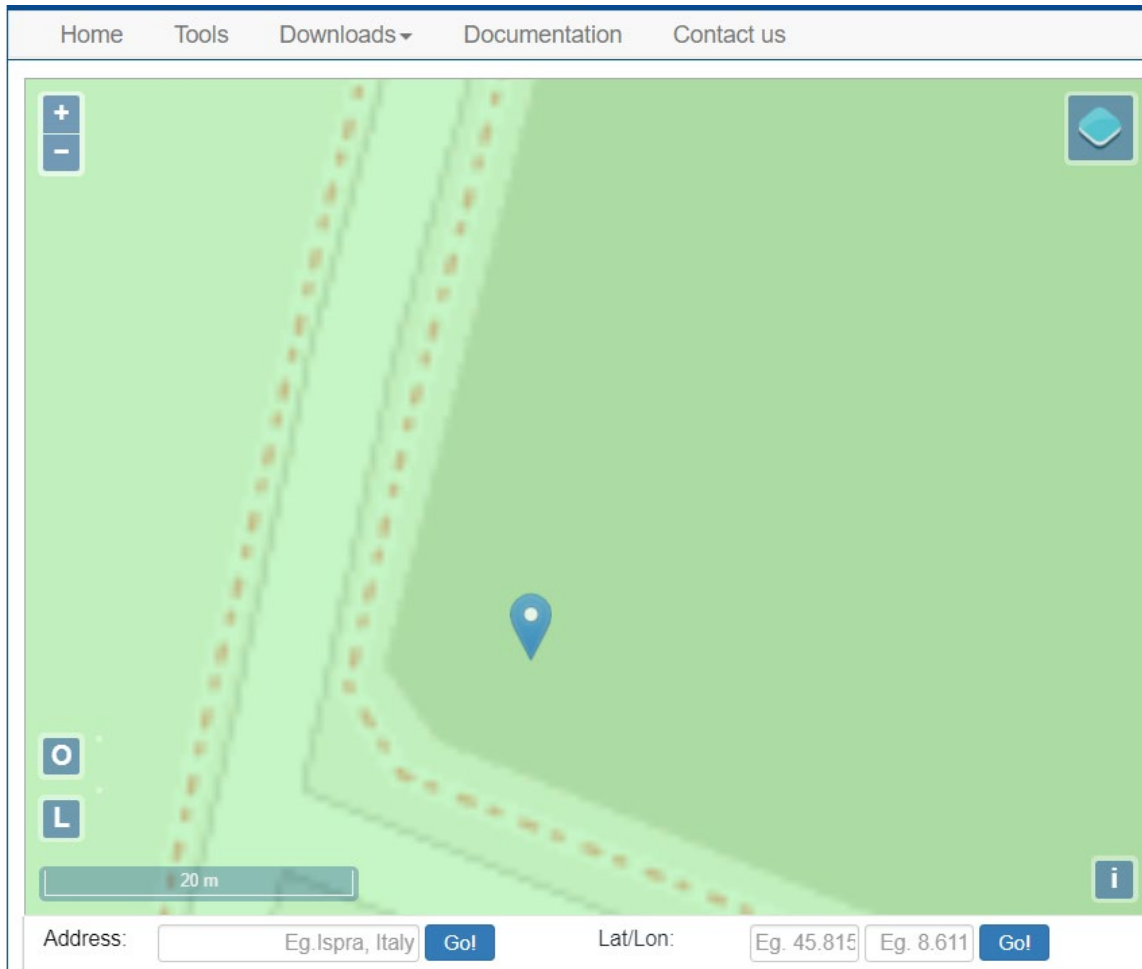 Home Tools Downloads Documentation Contact us
+
−
O
L
20 m
i
Address: Eg.Ispra, Italy Go! Lat/Lon: Eg. 45.815 Eg. 8.611 Go!